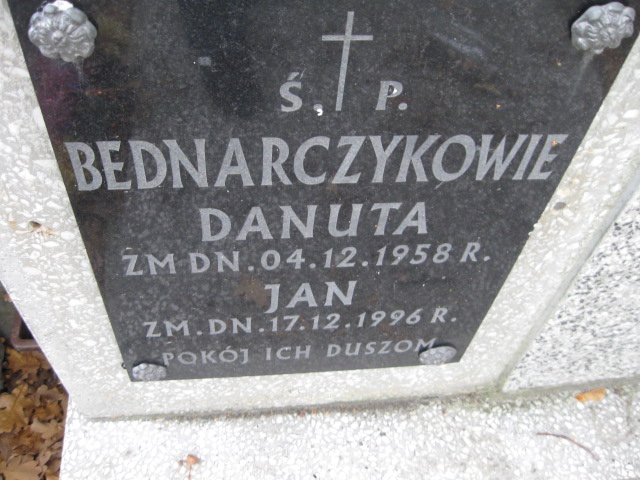 Ś. P.
BEDNARCZYKOWIE
DANUTA
ZM DN. 04.12.1958 R.
JAN
ZM. DN. 17.12.1996 R.
POKÓJ ICH DUSZOM